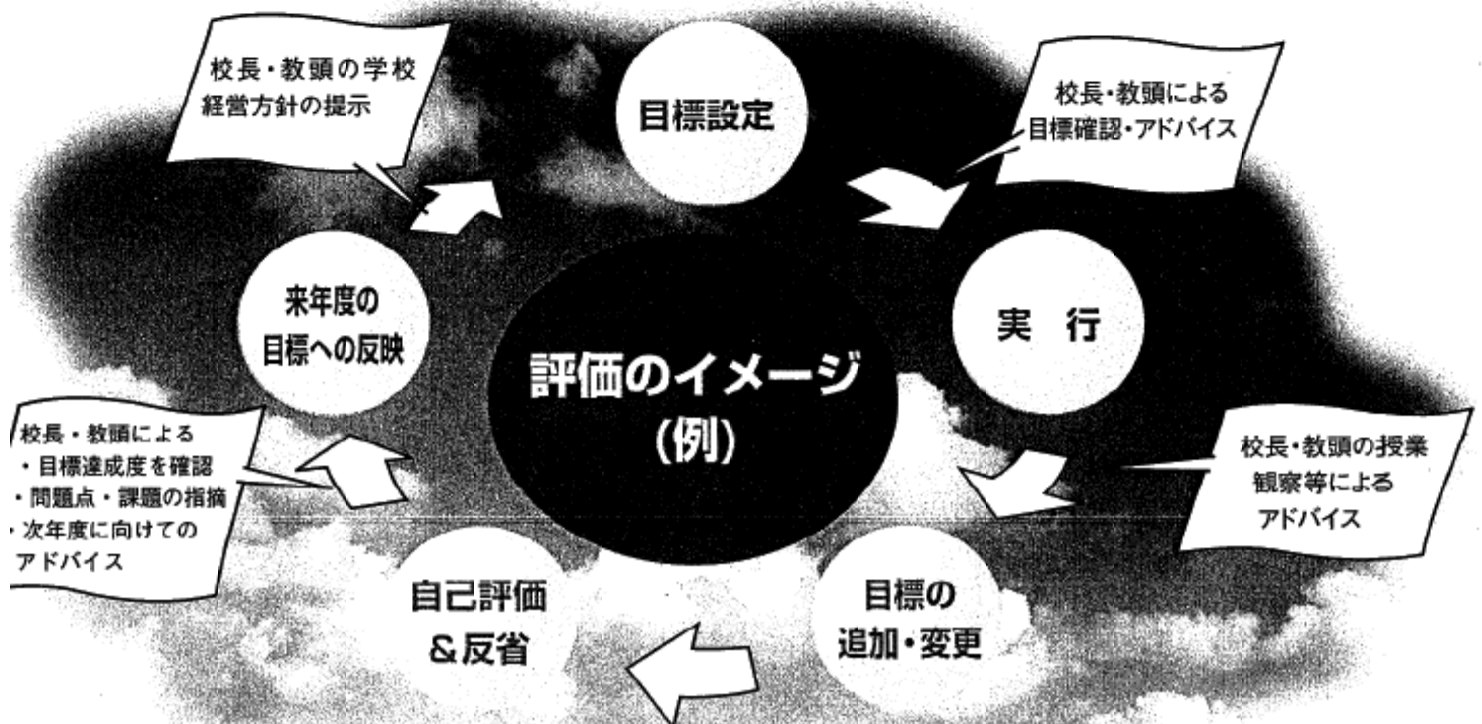 校長・教頭の学校
経営方針の提示
目標設定
校長・教頭による
目標確認・アドバイス
来年度の
目標への反映
実 行
評価のイメージ
(例)
校長・教頭による
・目標達成度を確認
・問題点・課題の指摘
・次年度に向けての
アドバイス
校長・教頭の授業
観察等による
アドバイス
自己評価
&反省
目標の
追加・変更